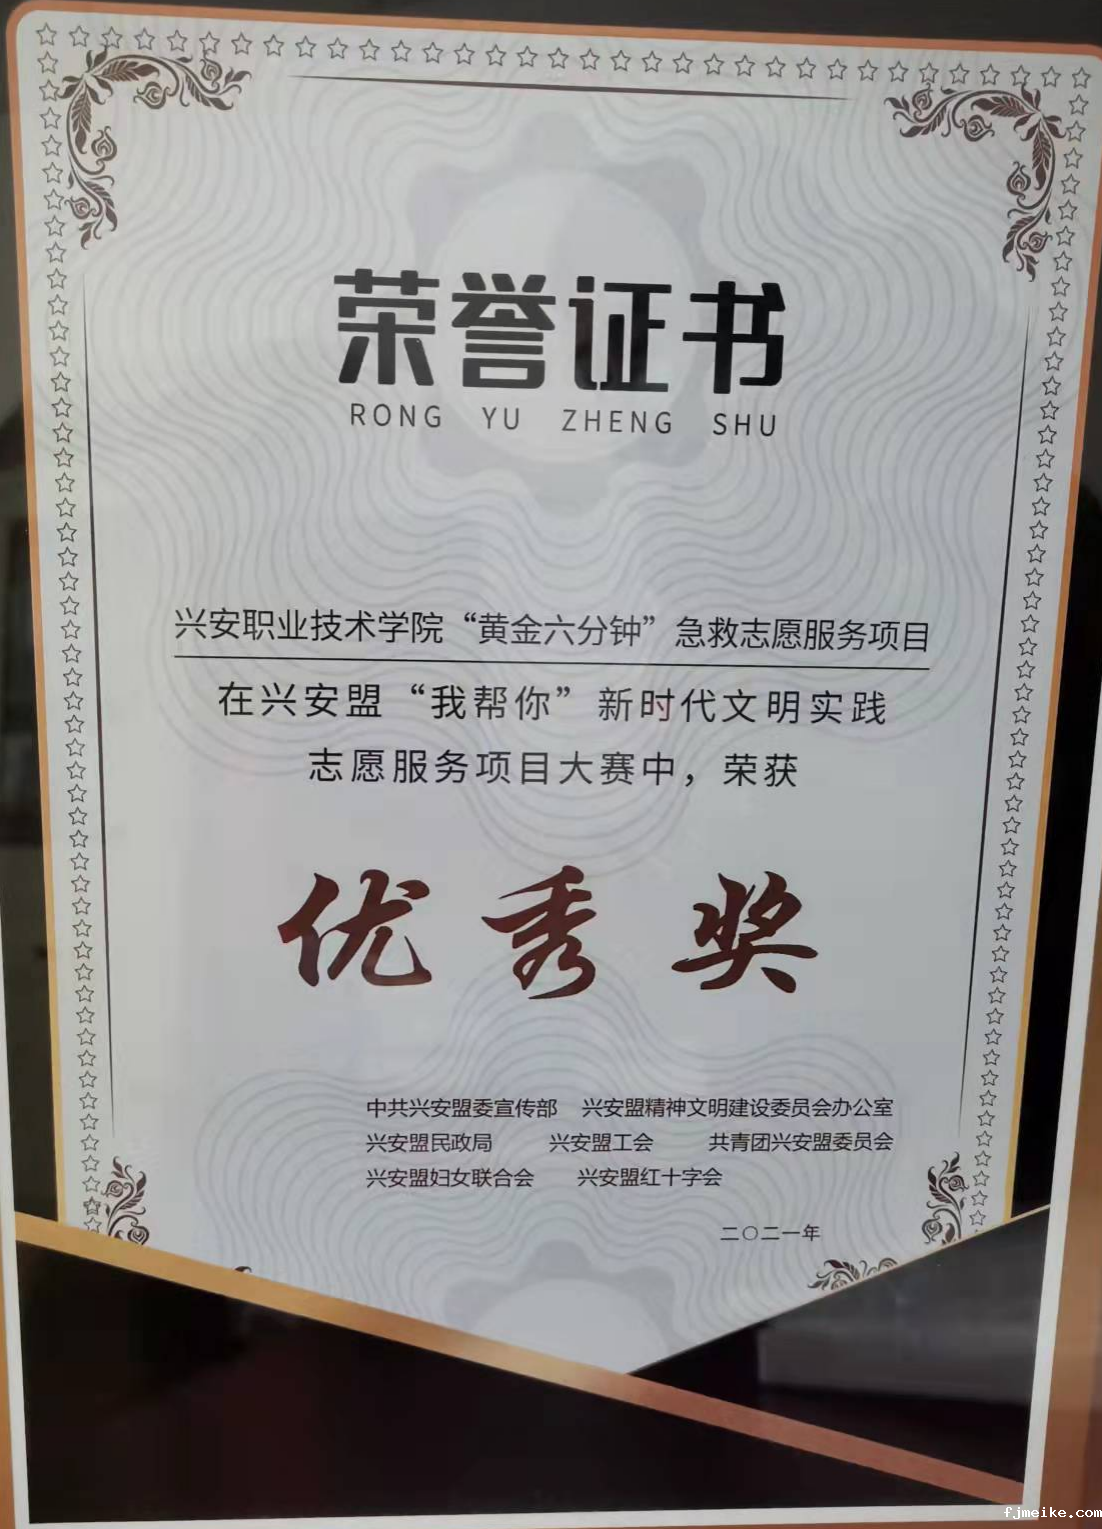 荣誉证书
RONG YU ZHENG SHU
兴安职业技术学院“黄金六分钟”急救志愿服务项目
在兴安盟“我帮你”新时代文明实践
志愿服务项目大赛中，荣获
优秀奖
中共兴安盟委宣传部 兴安盟精神文明建设委员会办公室
兴安盟民政局 兴安盟工会 共青团兴安盟委员会
兴安盟妇女联合会 兴安盟红十字会
二〇二一年
fjmeike.com